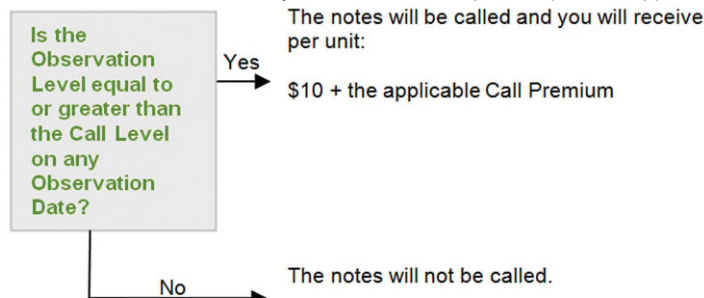 Is the
Observation
Level equal to
or greater than
the Call Level
on any
Observation
Date?
Yes
The notes will be called and you will receive
per unit:
$10 + the applicable Call Premium
No
The notes will not be called.